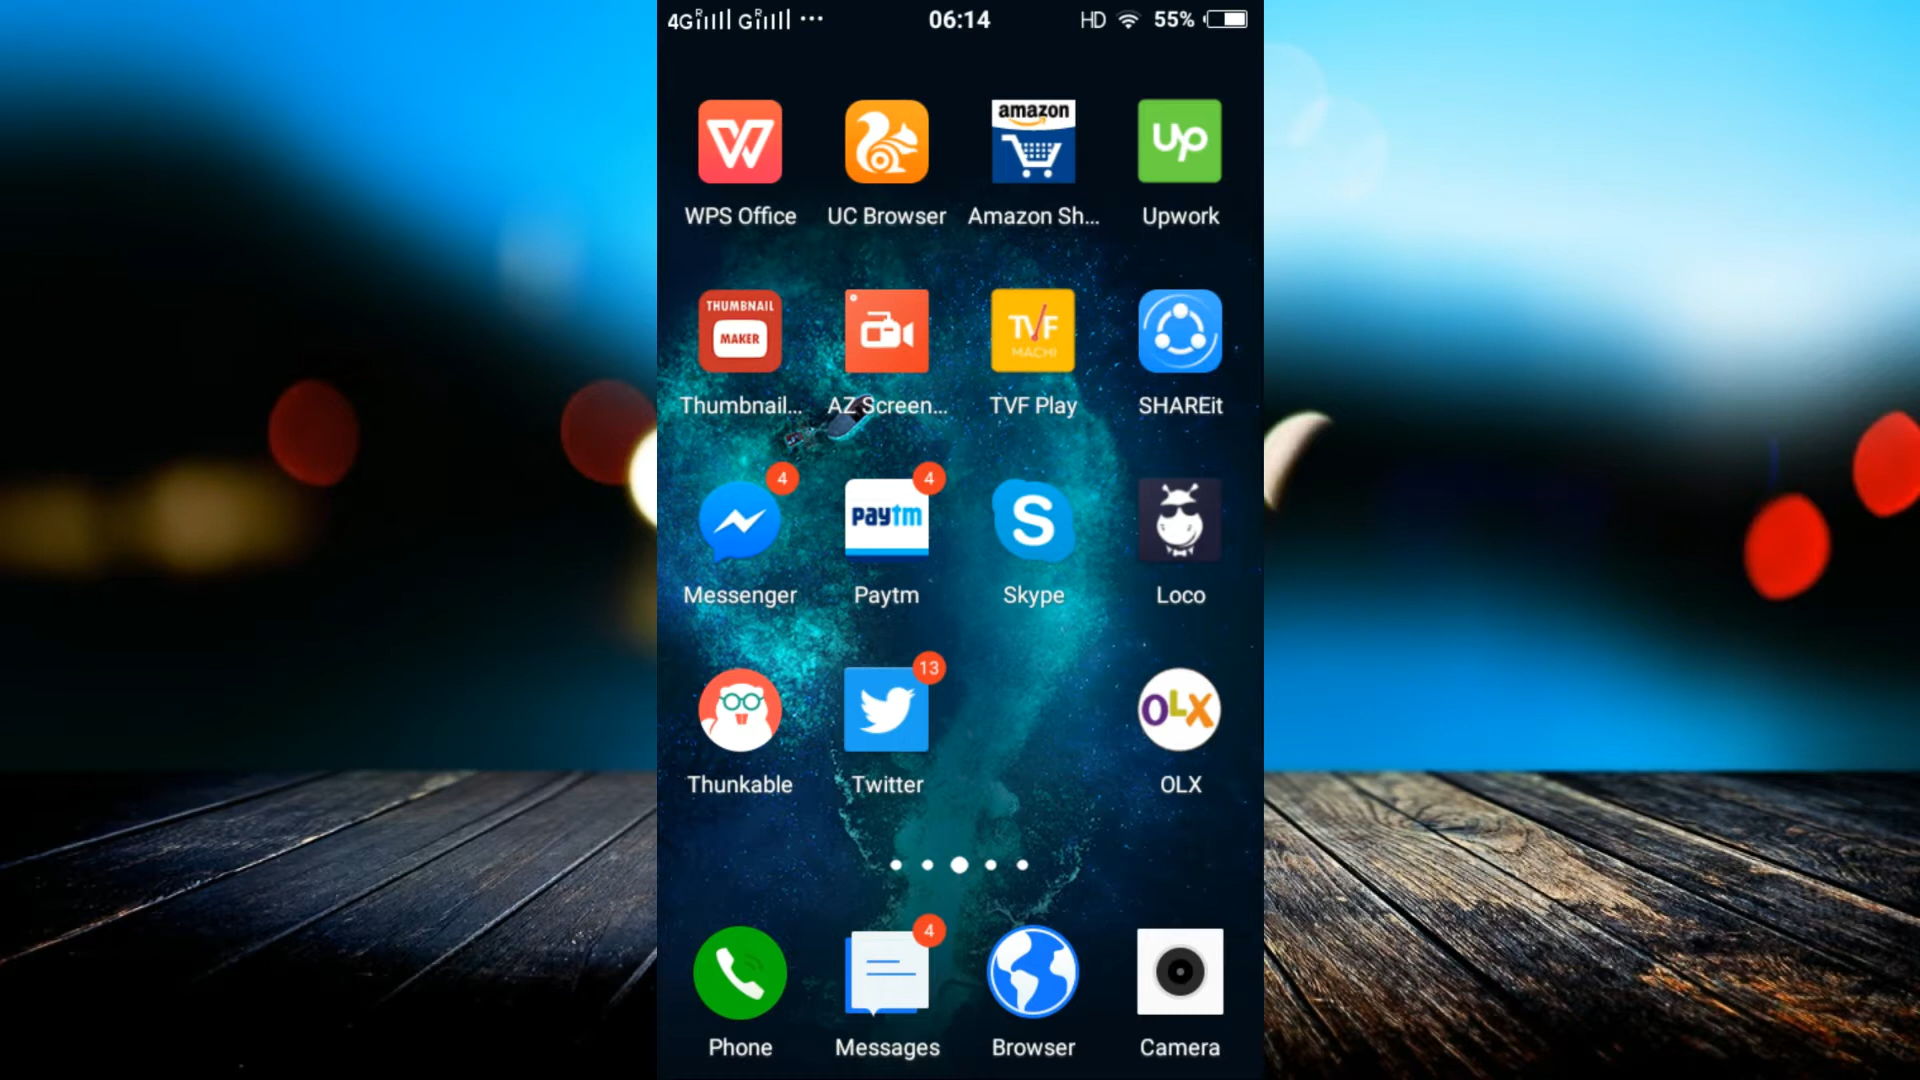 4G R G R ··· 06:14 HD 55%
amazon up
WPS Office UC Browser Amazon Sh... Upwork
THUMBNAIL
MAKER TVF
MACHI
Thumbnail... AZ Screen... TVF Play SHAREit
4 4
paytm S
Messenger Paytm Skype Loco
13
OLX
Thunkable Twitter OLX
4
Phone Messages Browser Camera